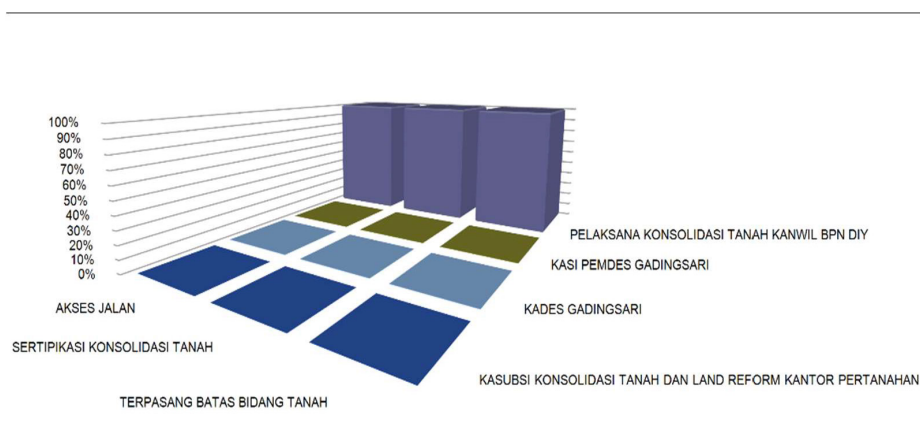 100%
90%
80%
70%
60%
50%
40%
30%
20%
10%
0%
PELAKSANA KONSOLIDASI TANAH KANWIL BPN DIY
KASI PEMDES GADINGSARI
KADES GADINGSARI
KASUBSI KONSOLIDASI TANAH DAN LAND REFORM KANTOR PERTANAHAN
AKSES JALAN
SERTIPIKASI KONSOLIDASI TANAH
TERPASANG BATAS BIDANG TANAH